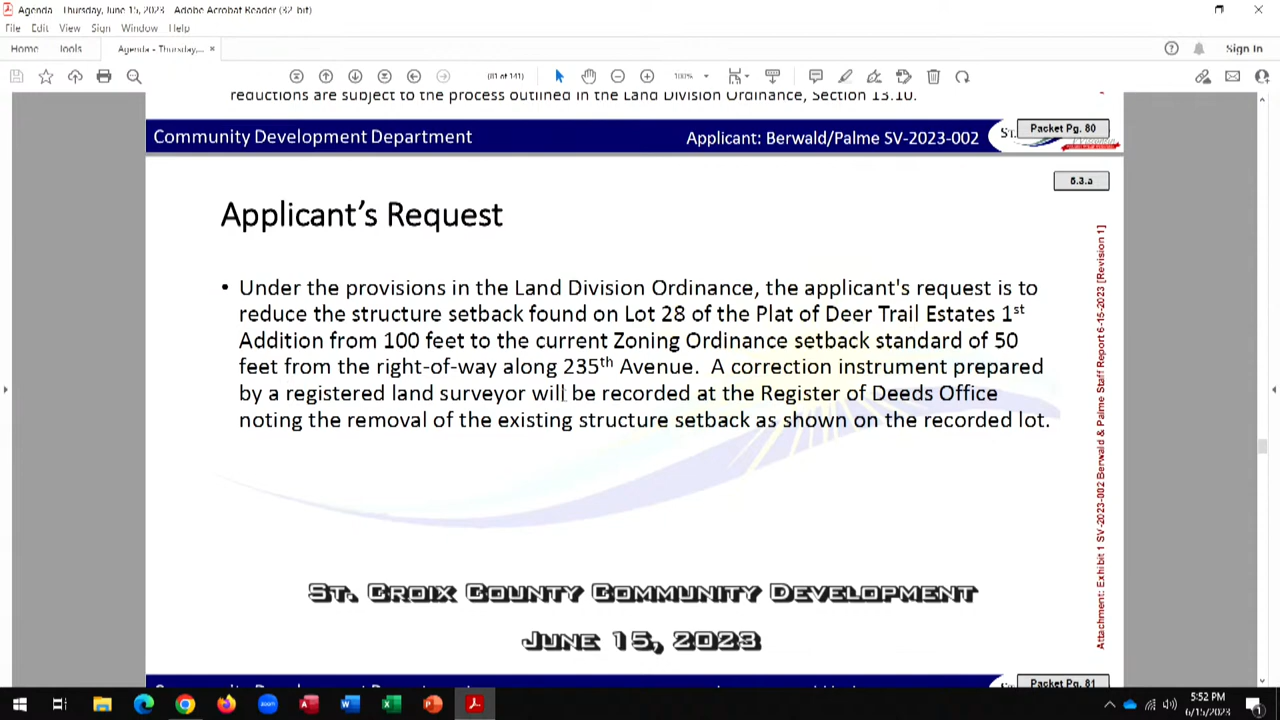 Agenda - Thursday, June 15, 2023 - Adobe Acrobat Reader (32-bit)
File Edit View Sign Window Help
Home Tools Agenda - Thursday,... × Sign In
(81 of 141) 100%
reductions are subject to the process outlined in the Land Division Ordinance, Section 13.10.
Community Development Department Applicant: Berwald/Palme SV-2023-002 ST. Packet Pg. 80
6.3.a
Applicant's Request
• Under the provisions in the Land Division Ordinance, the applicant's request is to
reduce the structure setback found on Lot 28 of the Plat of Deer Trail Estates 1st
Addition from 100 feet to the current Zoning Ordinance setback standard of 50
feet from the right-of-way along 235th Avenue. A correction instrument prepared
by a registered land surveyor will be recorded at the Register of Deeds Office
noting the removal of the existing structure setback as shown on the recorded lot.
Attachment: Exhibit 1 SV-2023-002 Berwald & Palme Staff Report 6-15-2023 [Revision 1]
St. Croix County Community Development
June 15, 2023
Packet Pg. 81
5:52 PM
6/15/2023